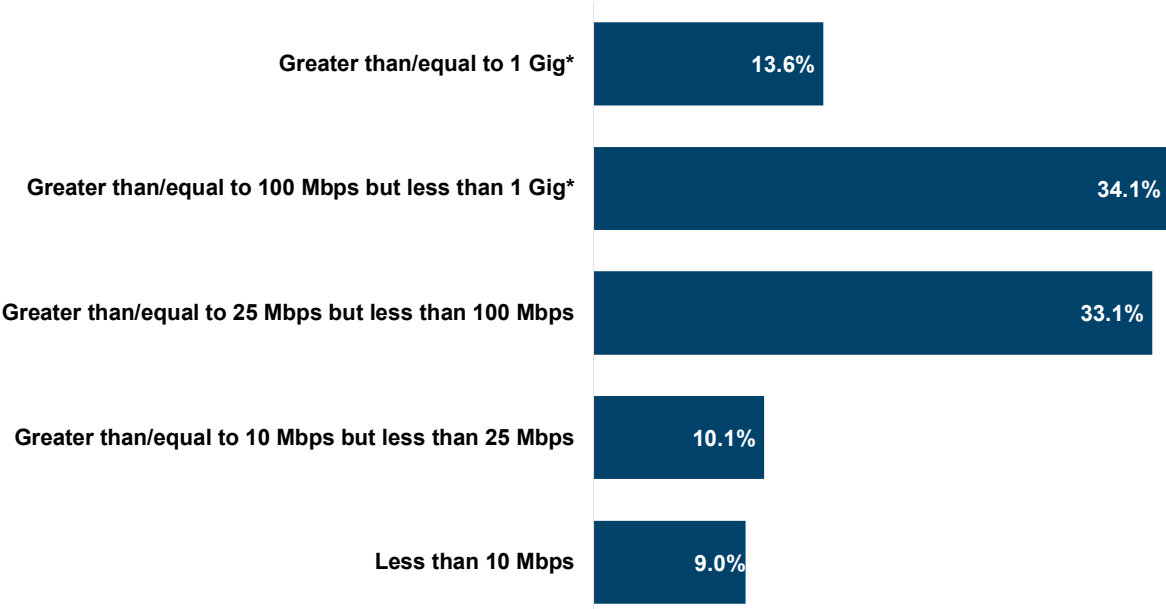 Greater than/equal to 1 Gig* 13.6%
Greater than/equal to 100 Mbps but less than 1 Gig* 34.1%
Greater than/equal to 25 Mbps but less than 100 Mbps 33.1%
Greater than/equal to 10 Mbps but less than 25 Mbps 10.1%
Less than 10 Mbps 9.0%